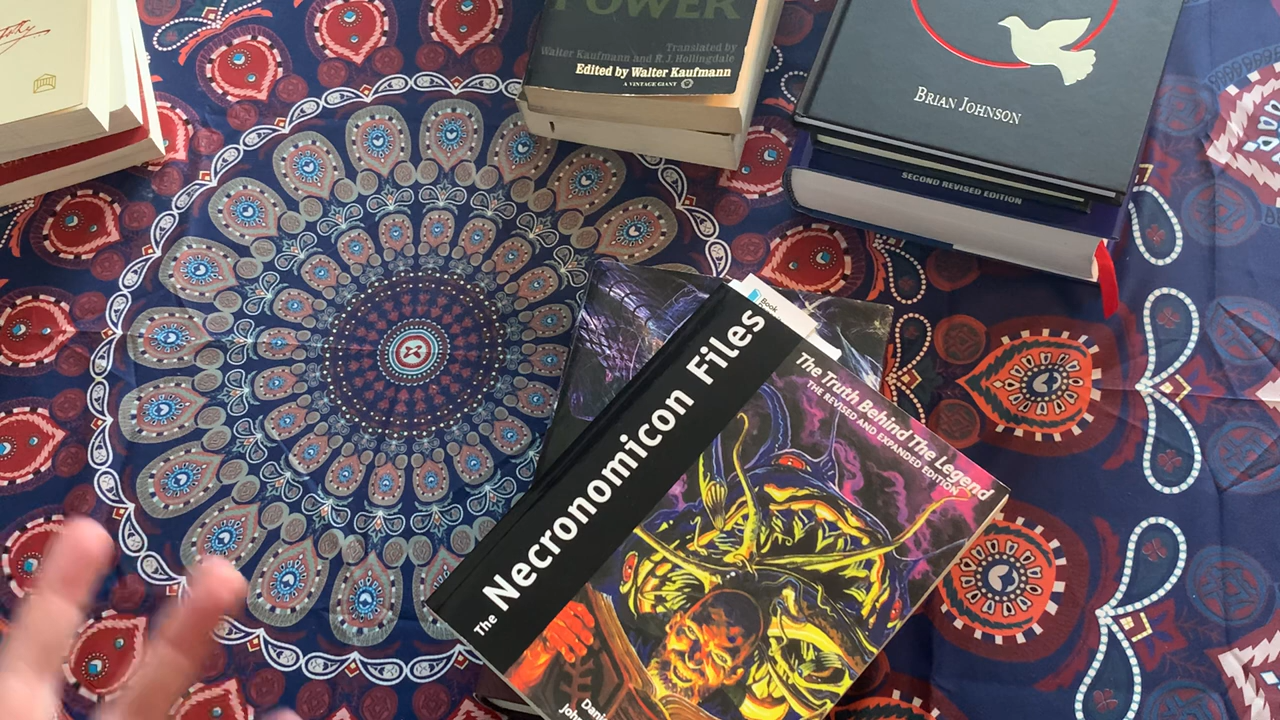 POWER
Translated by
Walter Kaufmann and R.J. Hollingdale
Edited by Walter Kaufmann
A VINTAGE GIANT
BRIAN JOHNSON
SECOND REVISED EDITION
Book
The Necronomicon Files
The Truth Behind The Legend
THE REVISED AND EXPANDED EDITION